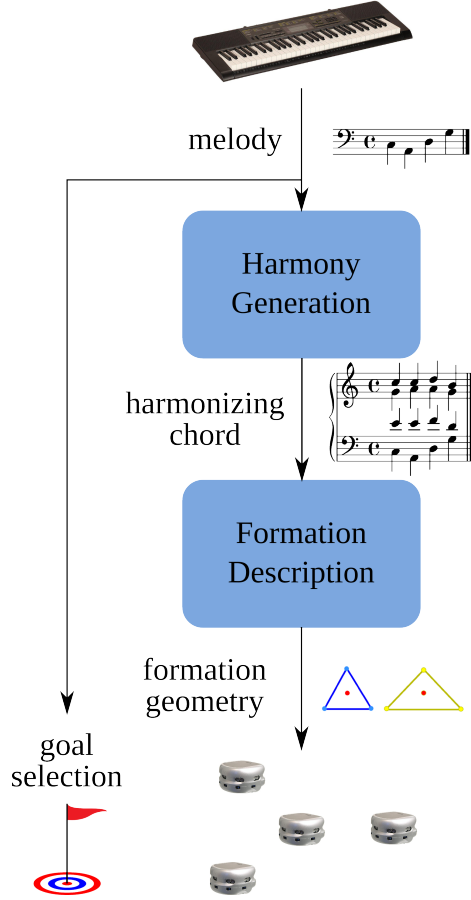 melody
Harmony
Generation
harmonizing
chord
Formation
Description
formation
geometry
goal
selection